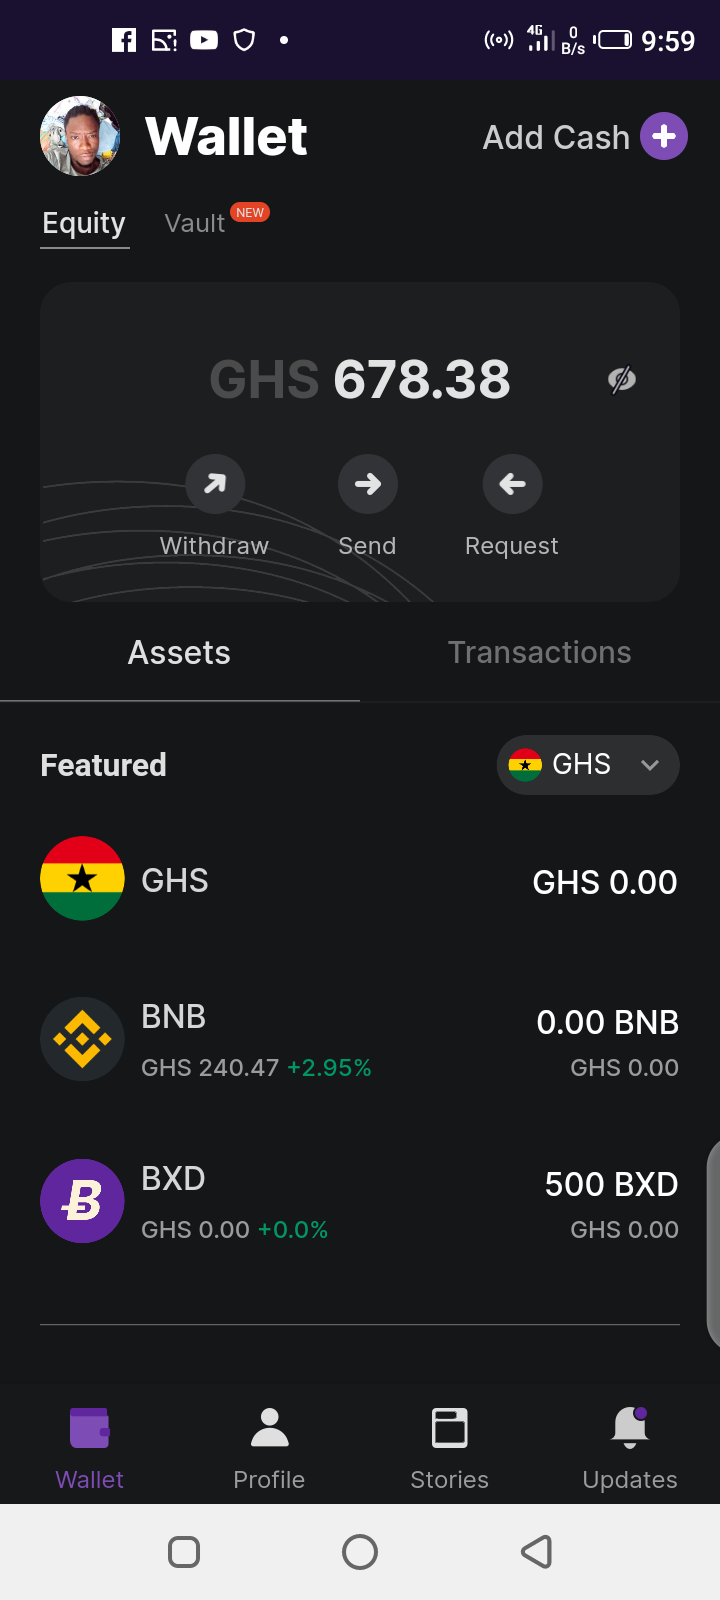 4G 0 B/s 9:59
Wallet Add Cash
Equity Vault NEW
GHS 678.38
Withdraw Send Request
Assets Transactions
Featured GHS
GHS GHS 0.00
BNB 0.00 BNB
GHS 240.47 +2.95% GHS 0.00
BXD 500 BXD
GHS 0.00 +0.0% GHS 0.00
Wallet Profile Stories Updates